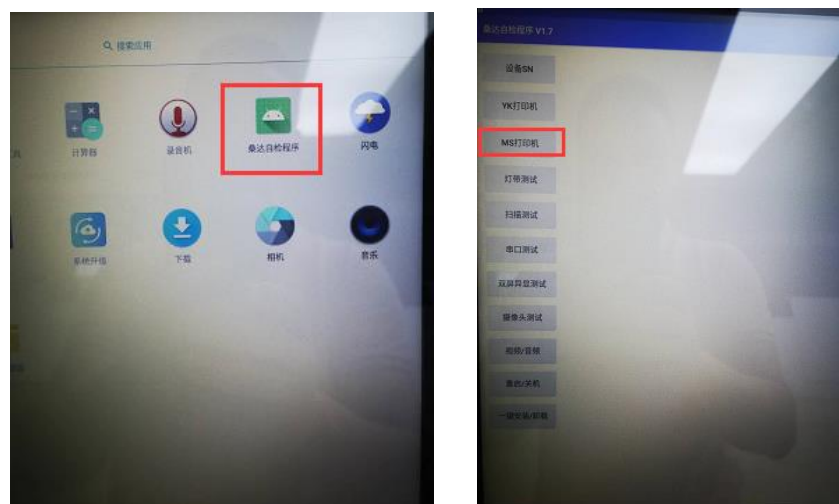 搜索应用
计算器
录音机
桑达自检程序
闪电
系统升级
下载
相机
音乐
桑达自检程序 V1.7
设备SN
YK打印机
MS打印机
灯带测试
扫描测试
串口测试
双屏异显测试
摄像头测试
视频/音频
重启/关机
一键安装/卸载